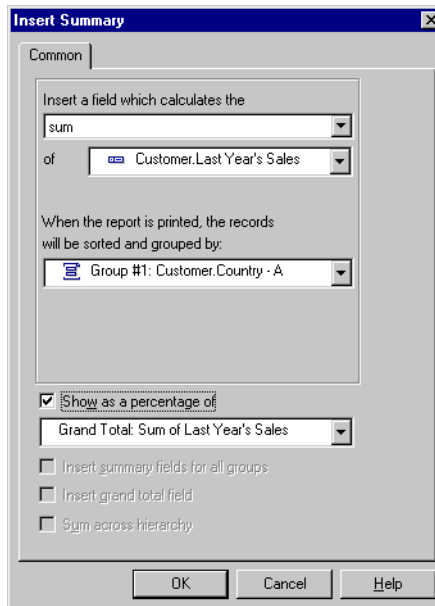 Insert Summary
Common
Insert a field which calculates the
sum
of Customer.Last Year's Sales
When the report is printed, the records
will be sorted and grouped by:
Group #1: Customer.Country - A
Show as a percentage of
Grand Total: Sum of Last Year's Sales
Insert summary fields for all groups
Insert grand total field
Sum across hierarchy
OK Cancel Help